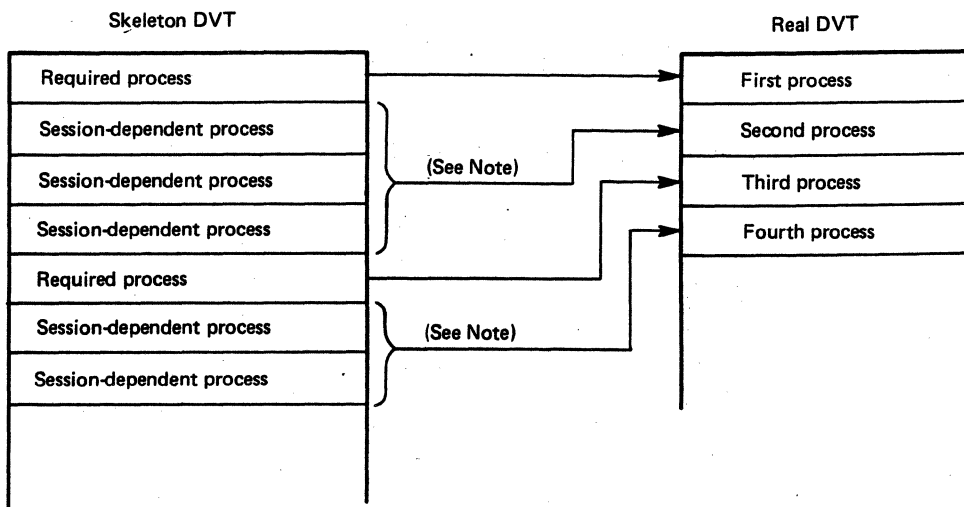 Skeleton DVT
Required process
Session-dependent process
Session-dependent process
Session-dependent process
Required process
Session-dependent process
Session-dependent process
(See Note)
(See Note)
Real DVT
First process
Second process
Third process
Fourth process